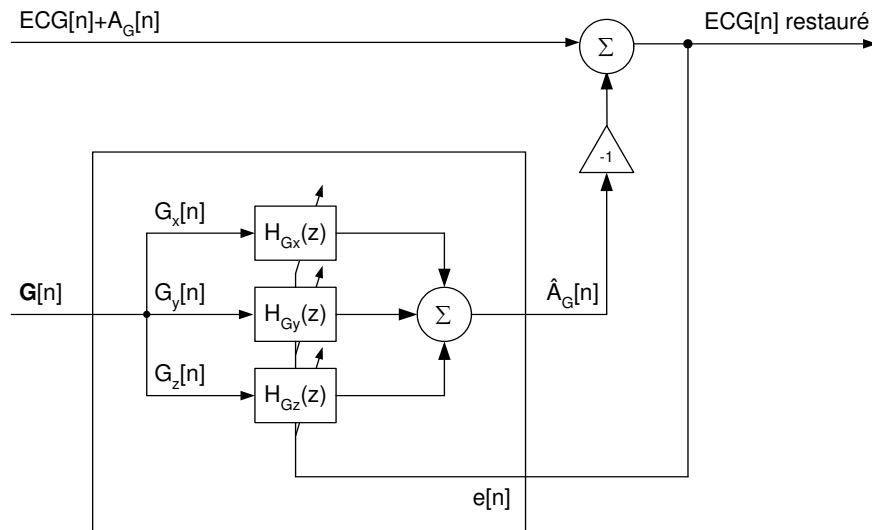 ECG[n]+A_G[n]
Σ
ECG[n] restauré
-1
G_x[n]
H_Gx(z)
G[n]
G_y[n]
H_Gy(z)
Σ
Â_G[n]
G_z[n]
H_Gz(z)
e[n]